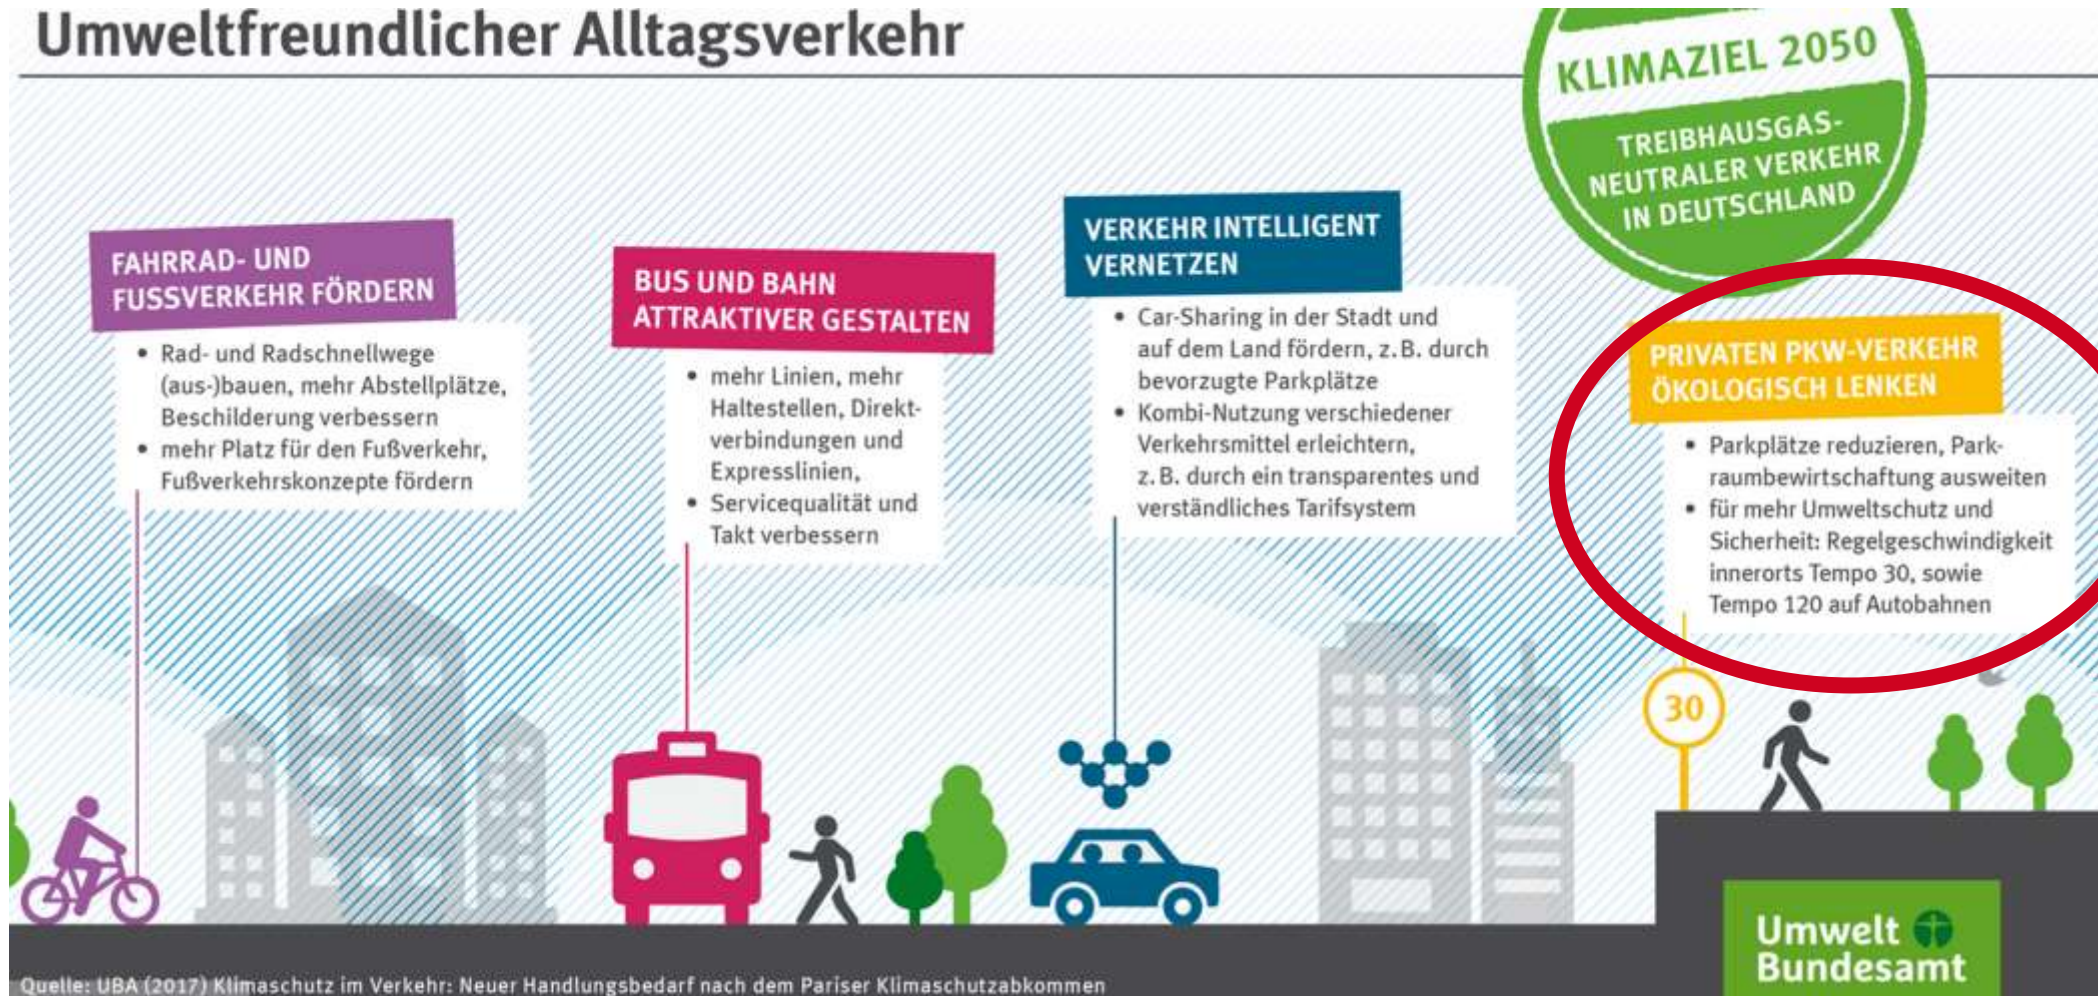 Umweltfreundlicher Alltagsverkehr
KLIMAZIEL 2050
TREIBHAUSGAS-
NEUTRALER VERKEHR
IN DEUTSCHLAND
FAHRRAD- UND
FUSSVERKEHR FÖRDERN
• Rad- und Radschnellwege
(aus-)bauen, mehr Abstellplätze,
Beschilderung verbessern
• mehr Platz für den Fußverkehr,
Fußverkehrskonzepte fördern
BUS UND BAHN
ATTRAKTIVER GESTALTEN
• mehr Linien, mehr
Haltestellen, Direkt-
verbindungen und
Expresslinien,
• Servicequalität und
Takt verbessern
VERKEHR INTELLIGENT
VERNETZEN
• Car-Sharing in der Stadt und
auf dem Land fördern, z.B. durch
bevorzugte Parkplätze
• Kombi-Nutzung verschiedener
Verkehrsmittel erleichtern,
z.B. durch ein transparentes und
verständliches Tarifsystem
PRIVATEN PKW-VERKEHR
ÖKOLOGISCH LENKEN
• Parkplätze reduzieren, Park-
raumbewirtschaftung ausweiten
• für mehr Umweltschutz und
Sicherheit: Regelgeschwindigkeit
innerorts Tempo 30, sowie
Tempo 120 auf Autobahnen
30
Umwelt
Bundesamt
Quelle: UBA (2017) Klimaschutz im Verkehr: Neuer Handlungsbedarf nach dem Pariser Klimaschutzabkommen